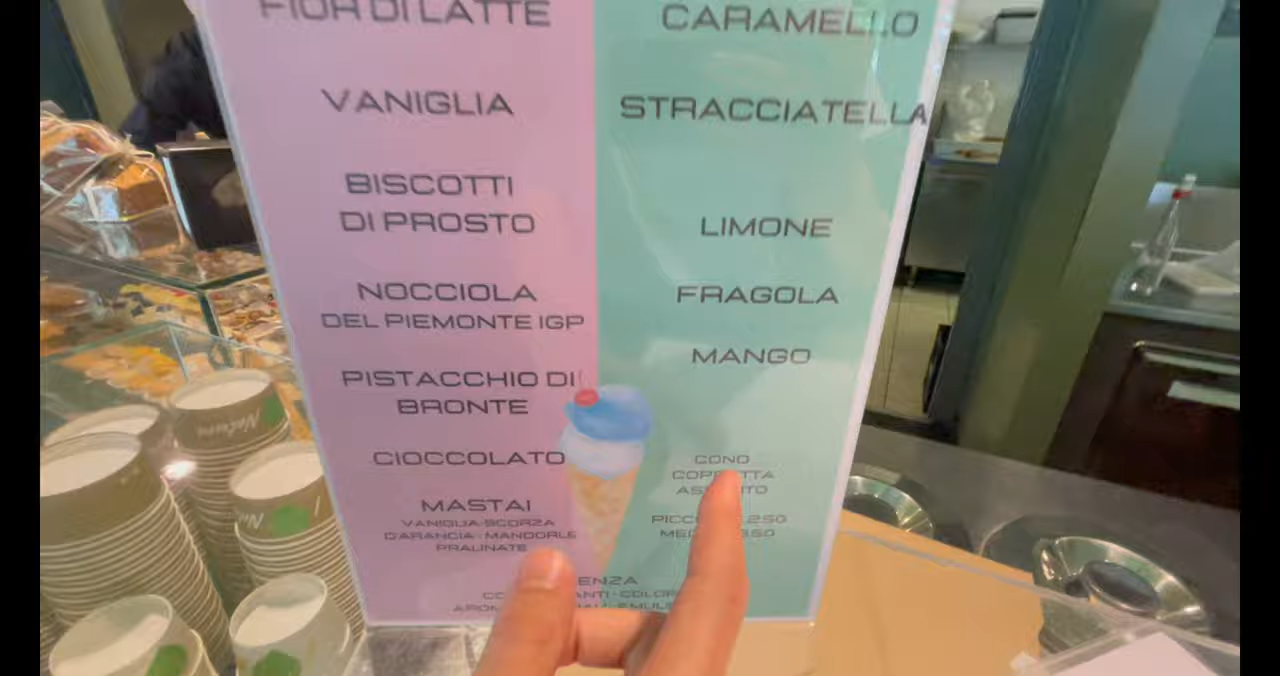 FIOR DI LATTE
VANIGLIA
BISCOTTI
DI PROSTO
NOCCIOLA
DEL PIEMONTE IGP
PISTACCHIO DI
BRONTE
CIOCCOLATO
MASTAI
VANIGLIA-SCORZA
D'ARANCIA - MANDORLE
PRALINATE
CARAMELLO
STRACCIATELLA
LIMONE
FRAGOLA
MANGO
CONO